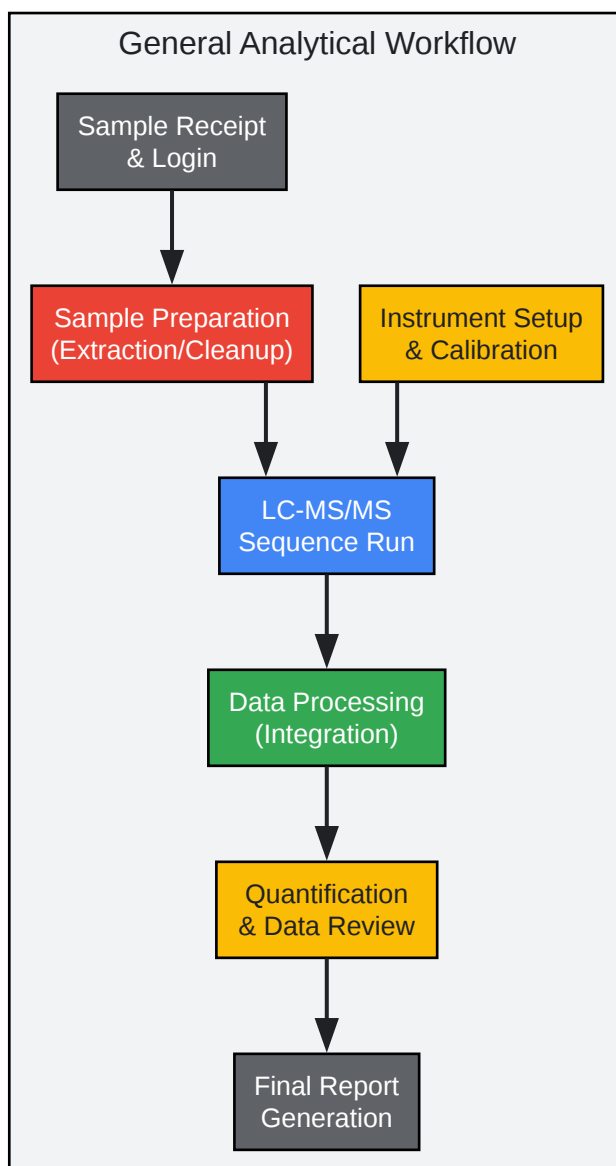 General Analytical Workflow
Sample Receipt
& Login
Sample Preparation
(Extraction/Cleanup)
Instrument Setup
& Calibration
LC-MS/MS
Sequence Run
Data Processing
(Integration)
Quantification
& Data Review
Final Report
Generation